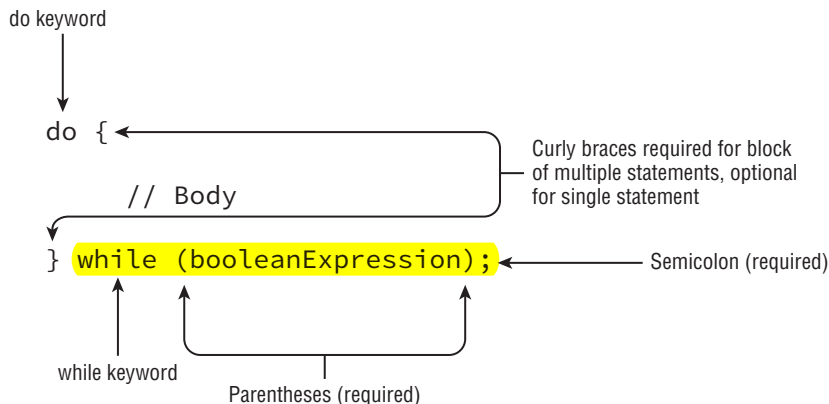 do keyword
do {
Curly braces required for block
of multiple statements, optional
for single statement
// Body
} while (booleanExpression);
Semicolon (required)
while keyword
Parentheses (required)